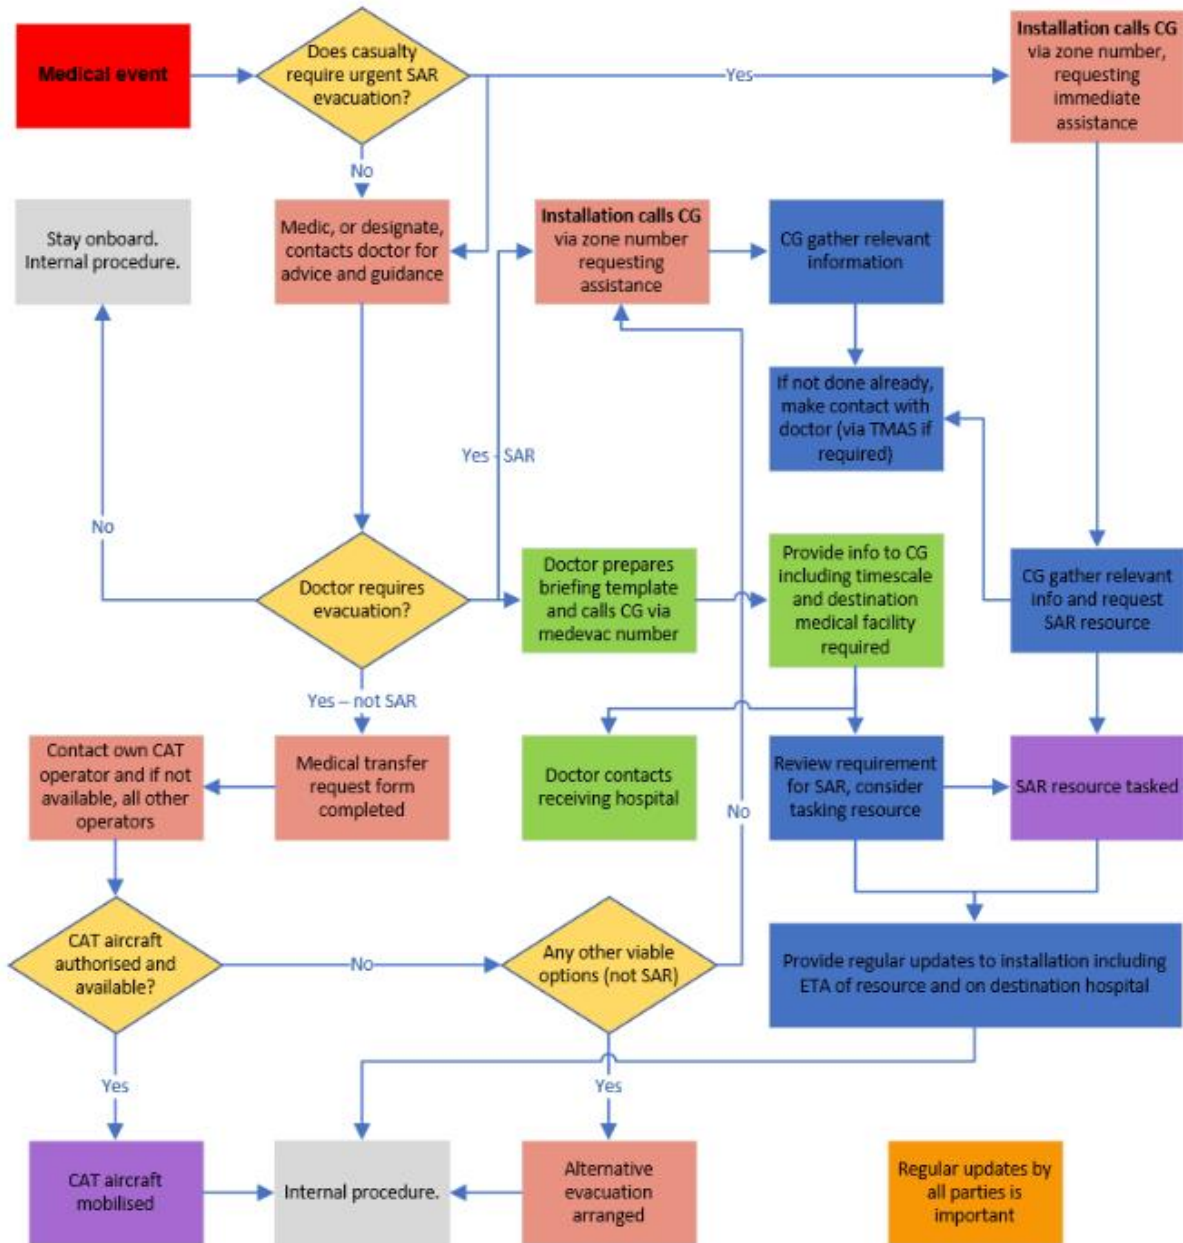 Medical event
Does casualty
require urgent SAR
evacuation?
Yes
Installation calls CG
via zone number,
requesting
immediate
assistance
No
Stay onboard.
Internal procedure.
Medic, or designate,
contacts doctor for
advice and guidance
Installation calls CG
via zone number
requesting
assistance
CG gather relevant
information
If not done already,
make contact with
doctor (via TMAS if
required)
Yes - SAR
No
Doctor requires
evacuation?
Doctor prepares
briefing template
and calls CG via
medevac number
Provide info to CG
including timescale
and destination
medical facility
required
CG gather relevant
info and request
SAR resource
Yes – not SAR
Contact own CAT
operator and if not
available, all other
operators
Medical transfer
request form
completed
Doctor contacts
receiving hospital
Review requirement
for SAR, consider
tasking resource
SAR resource tasked
No
CAT aircraft
authorised and
available?
No
Any other viable
options (not SAR)
Provide regular updates to installation including
ETA of resource and on destination hospital
Yes
Yes
CAT aircraft
mobilised
Internal procedure.
Alternative
evacuation
arranged
Regular updates by
all parties is
important